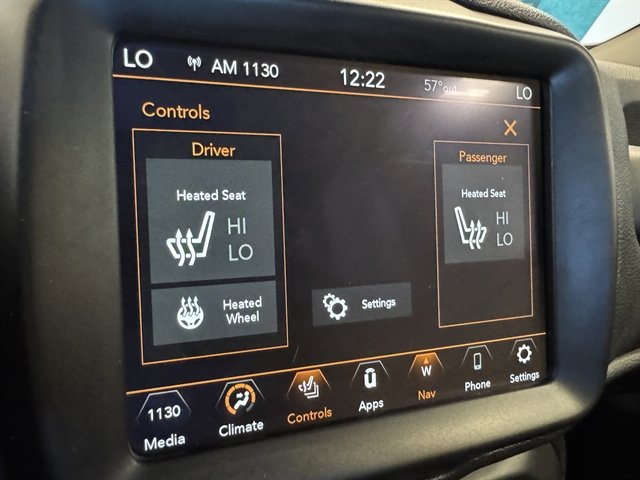 LO AM 1130 12:22 57°out LO
Controls X
Driver
Heated Seat
HI
LO
Heated
Wheel
Settings
Passenger
Heated Seat
HI
LO
1130
Media
Climate
Controls
Apps
W
Nav
Phone
Settings